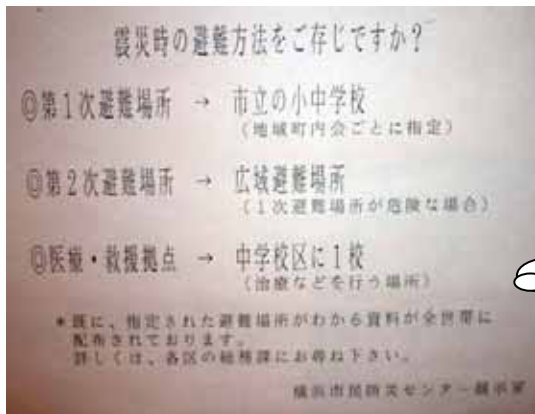 震災時の避難方法をご存じですか？
◎第１次避難場所 → 市立の小中学校
（地域町内会ごとに指定）
◎第２次避難場所 → 広域避難場所
（１次避難場所が危険な場合）
◎医療・救援拠点 → 中学校区に１校
（治療などを行う場所）
＊既に、指定された避難場所がわかる資料が全世帯に
配布されております。
詳しくは、各区の総務課にお尋ね下さい。
横浜市民防災センター展示室